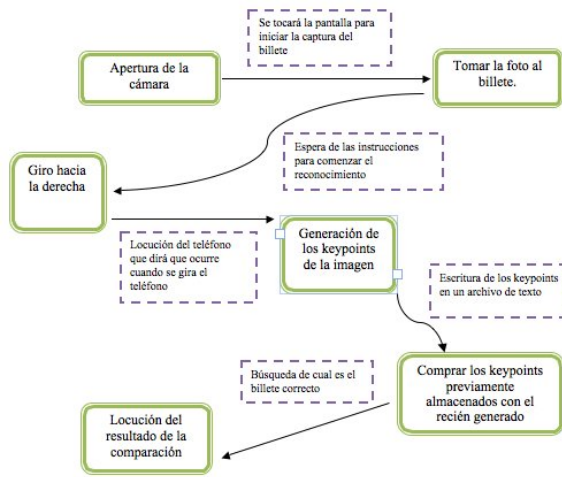 Se tocará la pantalla para
iniciar la captura del
billete
Apertura de la
cámara
Tomar la foto al
billete.
Espera de las instrucciones
para comenzar el
reconocimiento
Giro hacia
la derecha
Locución del teléfono
que dirá que ocurre
cuando se gira el
teléfono
Generación de
los keypoints
de la imagen
Escritura de los keypoints
en un archivo de texto
Búsqueda de cual es el
billete correcto
Comprar los keypoints
previamente
almacenados con el
recién generado
Locución del
resultado de la
comparación